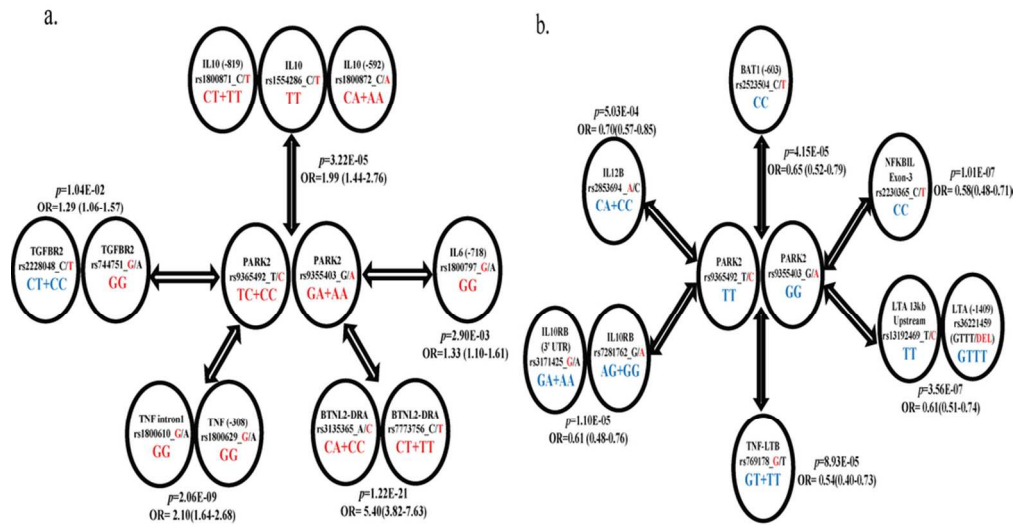 a.
IL10 (-819)
rs1800871_C/T
CT+TT
IL10
rs1554286_C/T
TT
IL10 (-592)
rs1800872_C/A
CA+AA
p=3.22E-05
OR=1.99 (1.44-2.76)
p=1.04E-02
OR=1.29 (1.06-1.57)
TGFBR2
rs2228048_C/T
CT+CC
TGFBR2
rs744751_G/A
GG
PARK2
rs9365492_T/C
TC+CC
PARK2
rs9355403_G/A
GA+AA
IL6 (-718)
rs1800797_G/A
GG
p=2.90E-03
OR=1.33 (1.10-1.61)
TNF intron1
rs1800610_G/A
GG
TNF (-308)
rs1800629_G/A
GG
p=2.06E-09
OR= 2.10(1.64-2.68)
BTNL2-DRA
rs3135365_A/C
CA+CC
BTNL2-DRA
rs7773756_C/T
CT+TT
p=1.22E-21
OR= 5.40(3.82-7.63)
b.
BAT1 (-603)
rs2523504_C/T
CC
p=4.15E-05
OR=0.65 (0.52-0.79)
p=5.03E-04
OR= 0.70(0.57-0.85)
IL12B
rs2853694_A/C
CA+CC
NFKBIL
Exon-3
rs2230365_C/T
CC
p=1.01E-07
OR= 0.58(0.48-0.71)
PARK2
rs9365492_T/C
TT
PARK2
rs9355403_G/A
GG
IL10RB
(3' UTR)
rs3171425_G/A
GA+AA
IL10RB
rs7281762_G/A
AG+GG
p=1.10E-05
OR=0.61 (0.48-0.76)
LTA 13kb
Upstream
rs13192469_T/C
TT
LTA (-1409)
rs36221459
(GTTT/DEL)
GTTT
p=3.56E-07
OR= 0.61(0.51-0.74)
TNF-LTB
rs769178_G/T
GT+TT
p=8.93E-05
OR= 0.54(0.40-0.73)